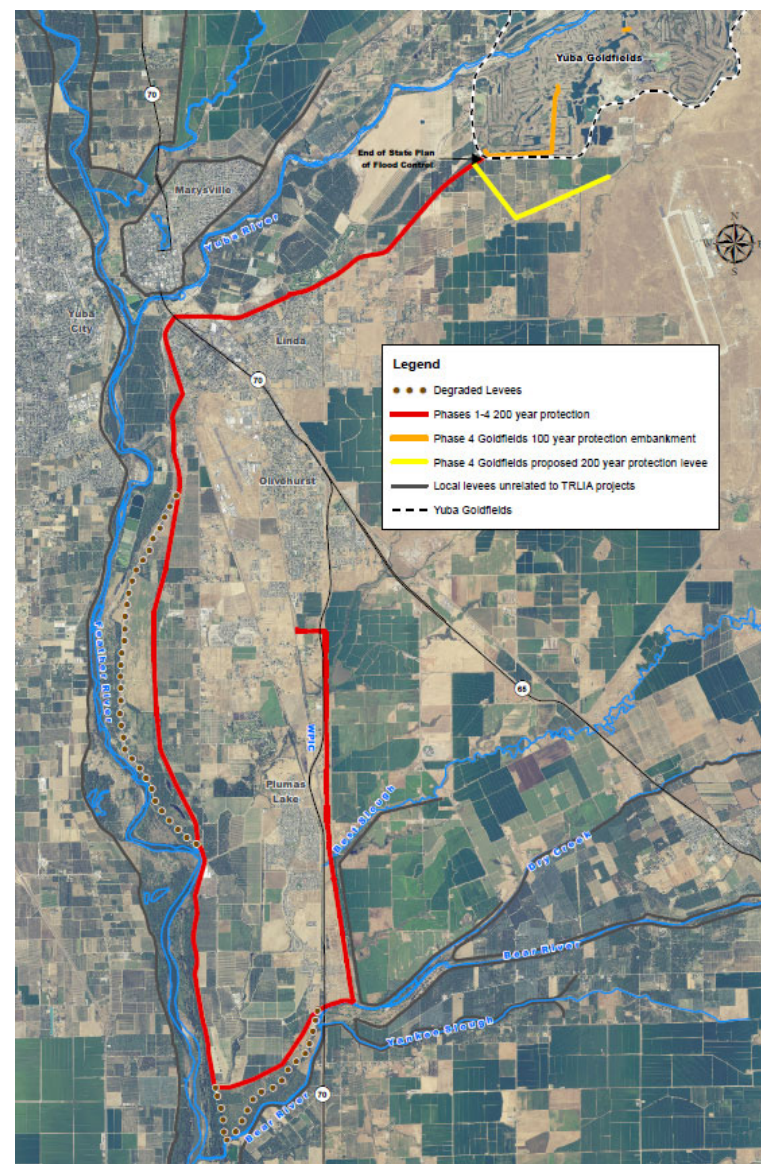 Yuba Goldfields
70
End of State Plan
of Flood Control
Marysville
Yuba River
N
W
E
S
Yuba
City
Linda
70
Legend
Degraded Levees
Phases 1-4 200 year protection
Phase 4 Goldfields 100 year protection embankment
Phase 4 Goldfields proposed 200 year protection levee
Local levees unrelated to TRLIA projects
Yuba Goldfields
Olivehurst
Feather River
65
WPIC
Plumas
Lake
Best Slough
Dry Creek
Bear River
Yankee Slough
Bear River
70